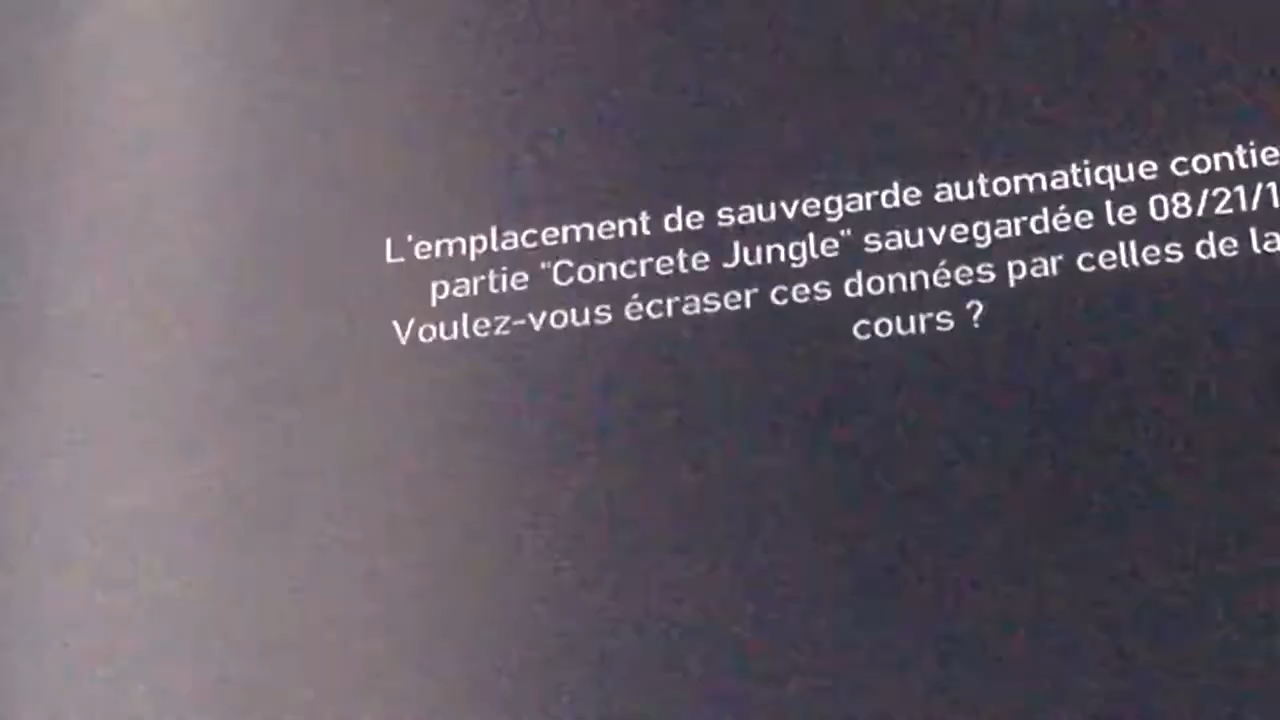 L'emplacement de sauvegarde automatique contie
partie "Concrete Jungle" sauvegardée le 08/21/1
Voulez-vous écraser ces données par celles de la
cours ?